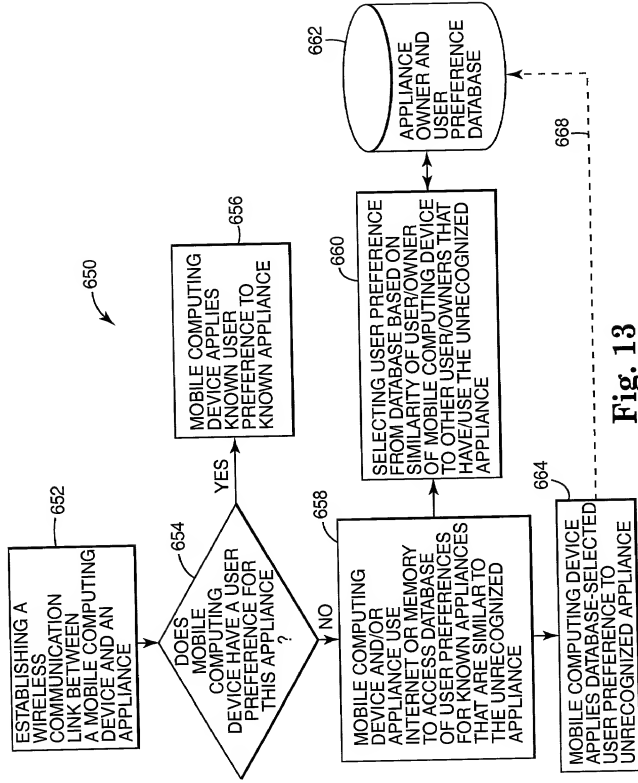 650
652
ESTABLISHING A
WIRELESS
COMMUNICATION
LINK BETWEEN
A MOBILE COMPUTING
DEVICE AND AN
APPLIANCE
654
DOES
MOBILE
COMPUTING
DEVICE HAVE A USER
PREFERENCE FOR
THIS APPLIANCE
?
YES
656
MOBILE COMPUTING
DEVICE APPLIES
KNOWN USER
PREFERENCE TO
KNOWN APPLIANCE
NO
658
MOBILE COMPUTING
DEVICE AND/OR
APPLIANCE USE
INTERNET OR MEMORY
TO ACCESS DATABASE
OF USER PREFERENCES
FOR KNOWN APPLIANCES
THAT ARE SIMILAR TO
THE UNRECOGNIZED
APPLIANCE
660
SELECTING USER PREFERENCE
FROM DATABASE BASED ON
SIMILARITY OF USER/OWNER
OF MOBILE COMPUTING DEVICE
TO OTHER USER/OWNERS THAT
HAVE/USE THE UNRECOGNIZED
APPLIANCE
662
APPLIANCE
OWNER AND
USER
PREFERENCE
DATABASE
664
MOBILE COMPUTING DEVICE
APPLIES DATABASE-SELECTED
USER PREFERENCE TO
UNRECOGNIZED APPLIANCE
668
Fig. 13